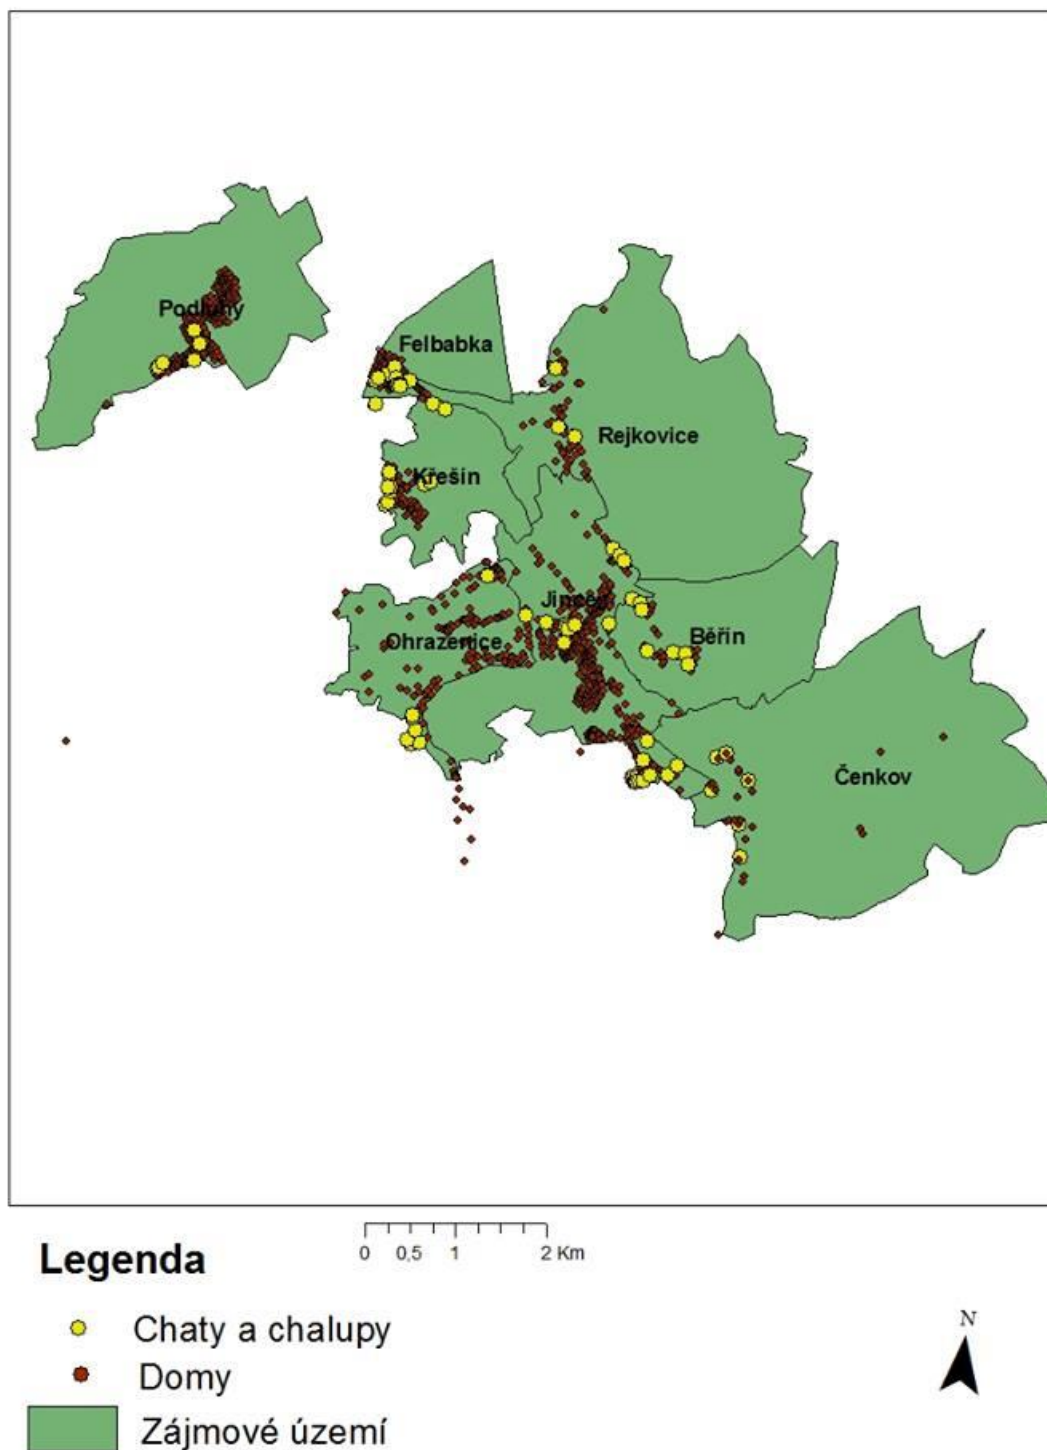 Podluhy
Felbabka
Rejkovice
Křešín
Jince
Ohrazenice
Běřín
Čenkov
0 0,5 1 2 Km
Legenda
Chaty a chalupy
Domy
Zájmové území
N